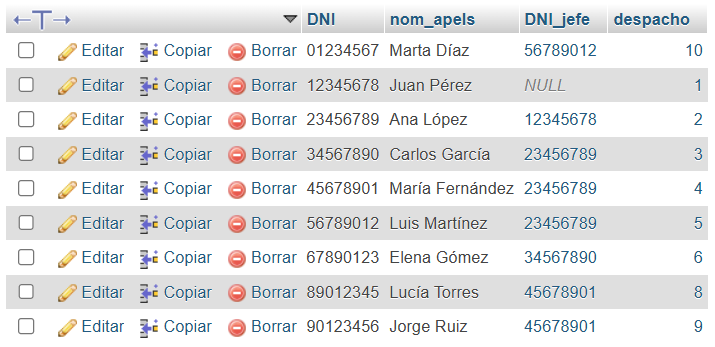 DNI nom_apels DNI_jefe despacho
Editar Copiar Borrar 01234567 Marta Díaz 56789012 10
Editar Copiar Borrar 12345678 Juan Pérez NULL 1
Editar Copiar Borrar 23456789 Ana López 12345678 2
Editar Copiar Borrar 34567890 Carlos García 23456789 3
Editar Copiar Borrar 45678901 María Fernández 23456789 4
Editar Copiar Borrar 56789012 Luis Martínez 23456789 5
Editar Copiar Borrar 67890123 Elena Gómez 34567890 6
Editar Copiar Borrar 89012345 Lucía Torres 45678901 8
Editar Copiar Borrar 90123456 Jorge Ruiz 45678901 9